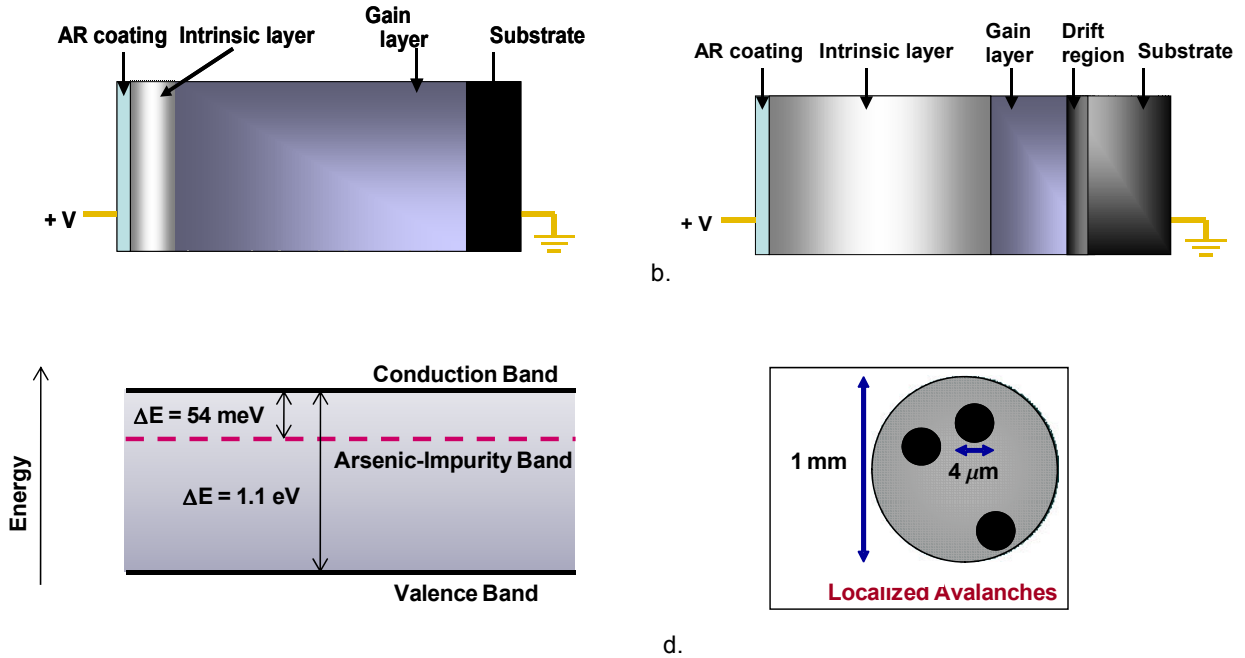 AR coating
Intrinsic layer
Gain
layer
Substrate
+ V
AR coating
Intrinsic layer
Gain
layer
Drift
region
Substrate
+ V
b.
Energy
Conduction Band
ΔE = 54 meV
Arsenic-Impurity Band
ΔE = 1.1 eV
Valence Band
1 mm
4 μm
Localized Avalanches
d.